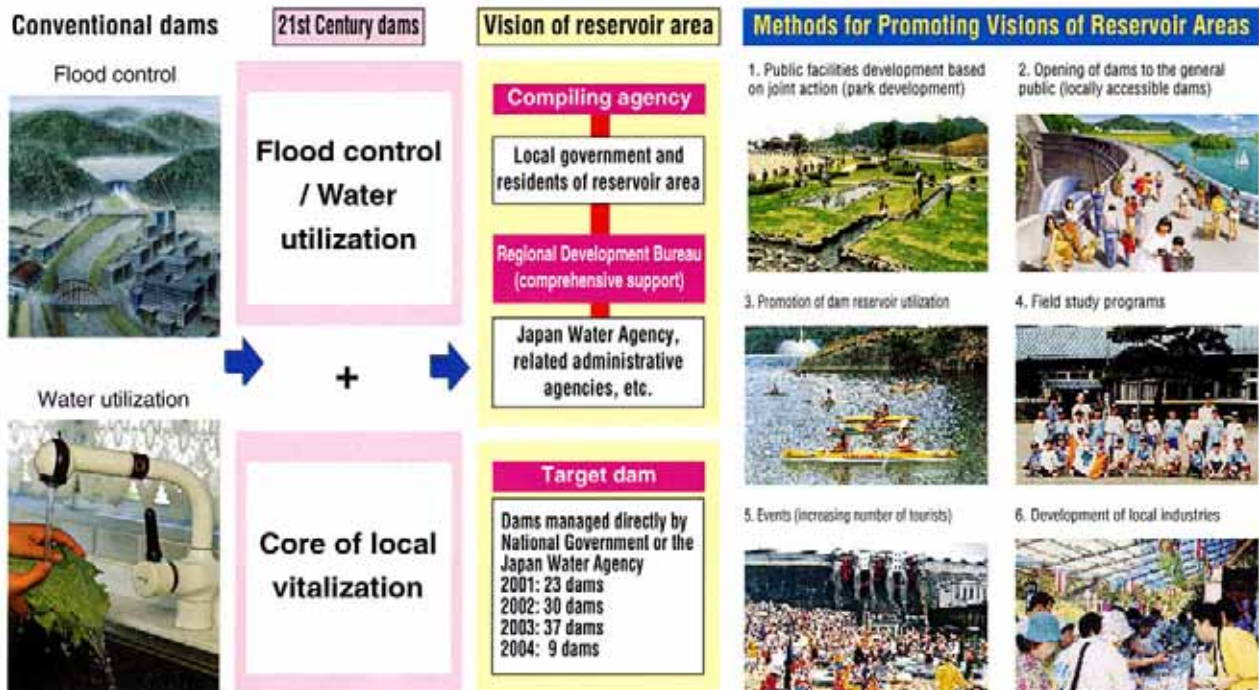 Conventional dams
Flood control
Water utilization
21st Century dams
Flood control
/ Water
utilization
+
Core of local
vitalization
Vision of reservoir area
Compiling agency
Local government and
residents of reservoir area
Regional Development Bureau
(comprehensive support)
Japan Water Agency,
related administrative
agencies, etc.
Target dam
Dams managed directly by
National Government or the
Japan Water Agency
2001: 23 dams
2002: 30 dams
2003: 37 dams
2004: 9 dams
Methods for Promoting Visions of Reservoir Areas
1. Public facilities development based
on joint action (park development)
2. Opening of dams to the general
public (locally accessible dams)
3. Promotion of dam reservoir utilization
4. Field study programs
5. Events (increasing number of tourists)
6. Development of local industries